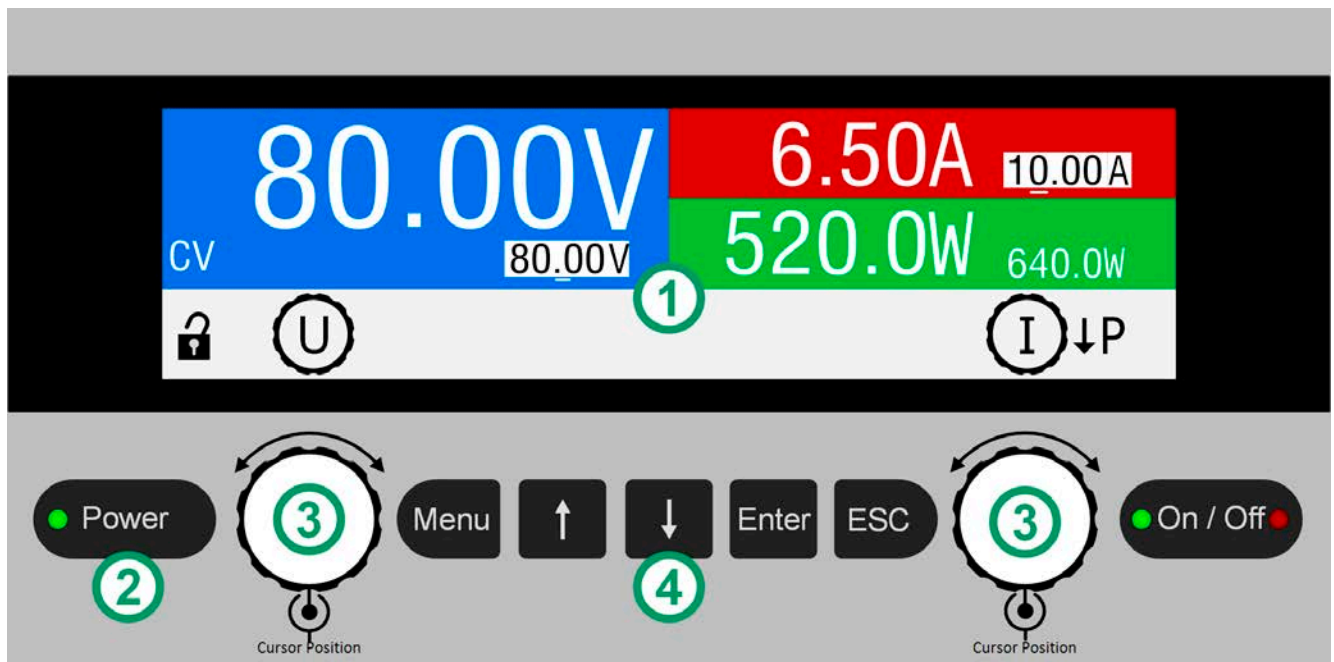 80.00V
6.50A 10.00A
CV 80.00V
520.0W 640.0W
1
U
I ↓P
Power 3 Menu ↑ ↓ Enter ESC 3 On / Off
2 4
Cursor Position Cursor Position